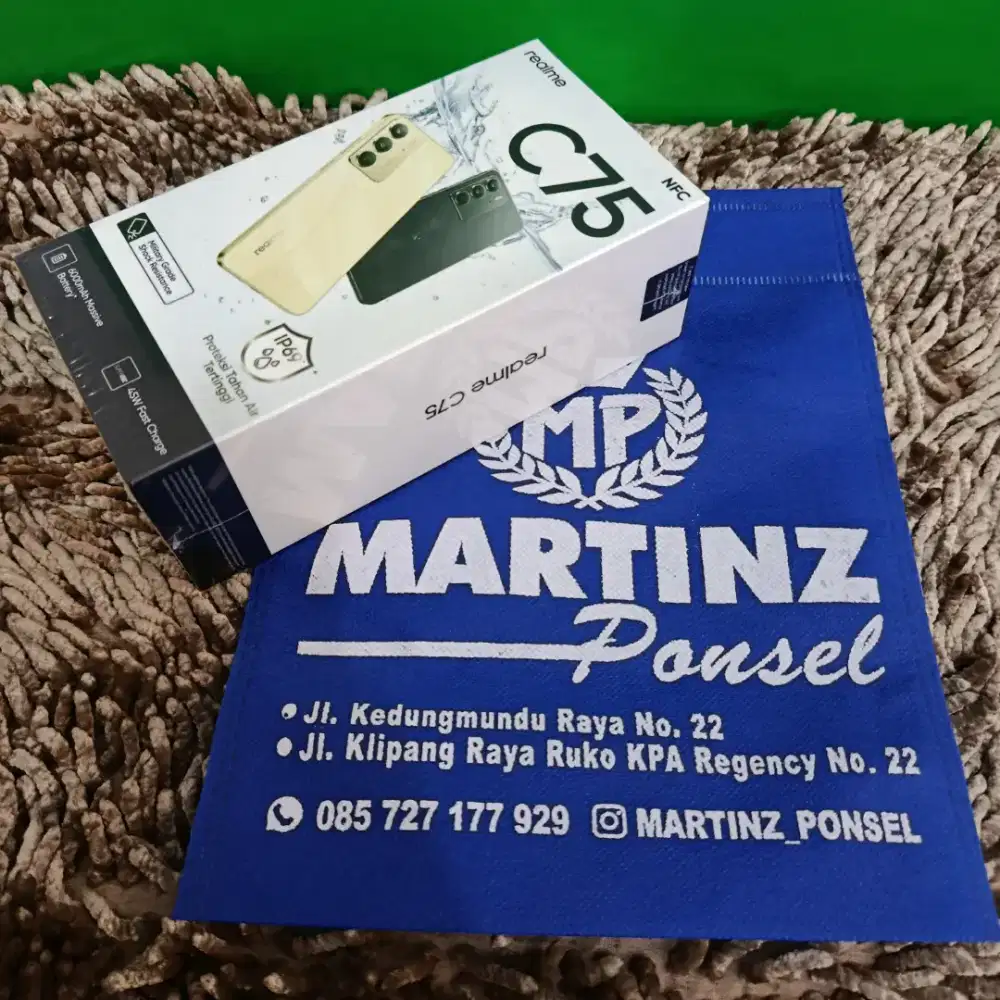 realme
C75
NFC
Military Grade
Shock Resistance
6000mAh Massive
Battery
45W Fast Charge
IP69
Proteksi Tahan Air
Tertinggi
realme
realme C75
MP
MARTINZ
Ponsel
Jl. Kedungmundu Raya No. 22
Jl. Klipang Raya Ruko KPA Regency No. 22
085 727 177 929 MARTINZ_PONSEL